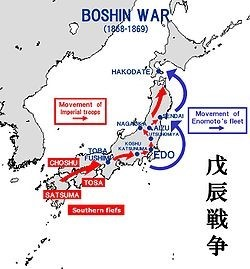 BOSHIN WAR
(1868-1869)
HAKODATE
Movement of
Imperial troops
SENDAI
NAGAOKA
AIZU
UTSUNOMIYA
Movement of
Enomoto's fleet
TOBA
FUSHIMI
KOSHU
KATSUNUMA
EDO
CHOSHU
TOSA
SATSUMA
Southern fiefs
戊辰戦争